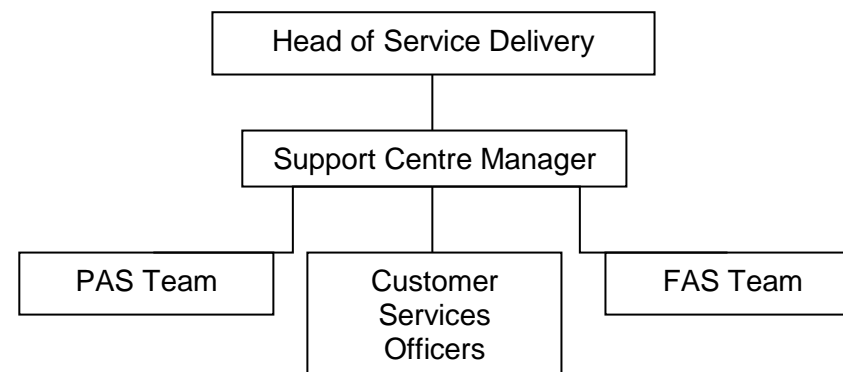 Head of Service Delivery
Support Centre Manager
PAS Team
Customer
Services
Officers
FAS Team